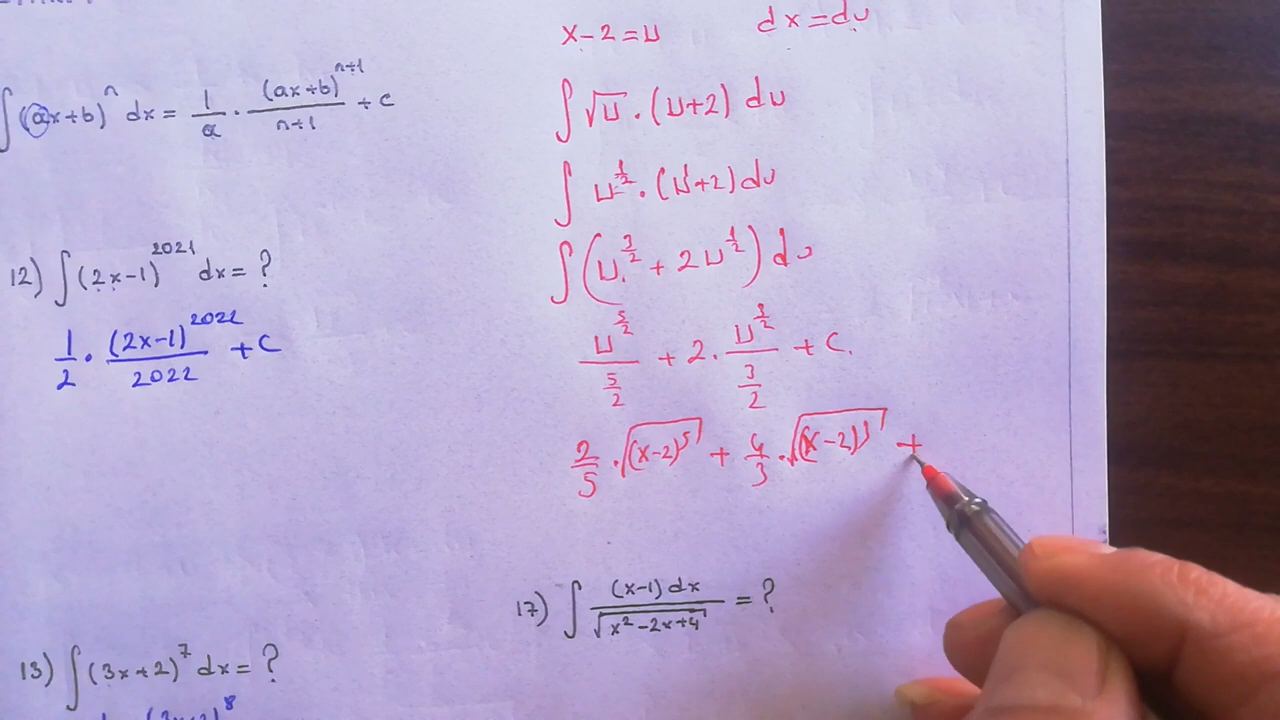 ∫(ax+b)^n dx = 1/a · (ax+b)^(n+1)/(n+1) + c
12) ∫(2x-1)^2021 dx = ?
1/2 · (2x-1)^2022/2022 + C
13) ∫(3x+2)^7 dx = ?
x-2=u dx=du
∫√u · (u+2) du
∫ u^(1/2) · (u^1+2) du
∫(u^(3/2) + 2u^(1/2)) du
u^(5/2)/(5/2) + 2 · u^(3/2)/(3/2) + C.
2/5 · √(x-2)^5 + 4/3 · √(x-2)^3 +
17) ∫ (x-1) dx/√(x^2-2x+4) = ?